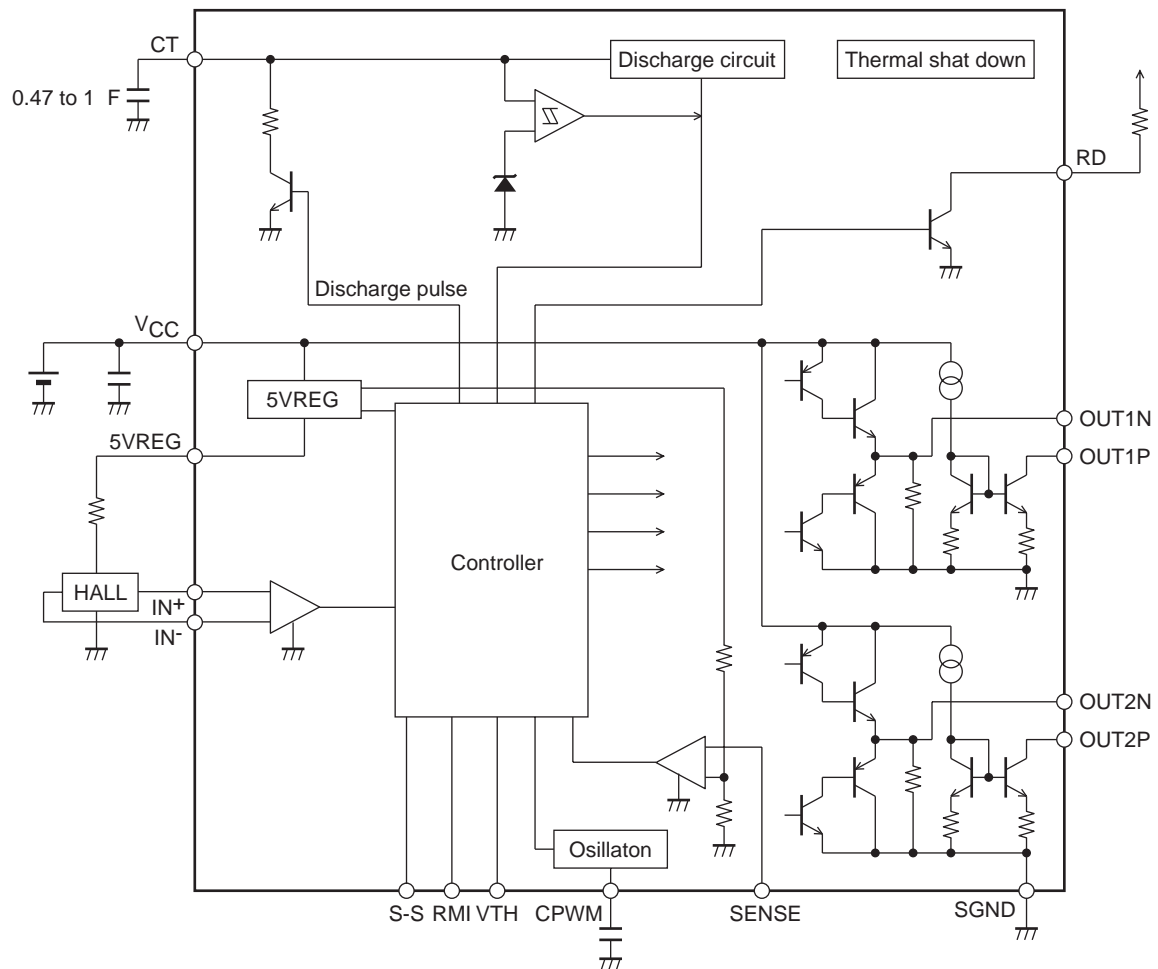 CT
Discharge circuit
Thermal shat down
0.47 to 1 F
RD
Discharge pulse
VCC
5VREG
OUT1N
5VREG
OUT1P
Controller
HALL
IN+
IN-
OUT2N
OUT2P
Osillaton
S-S RMI VTH CPWM SENSE SGND